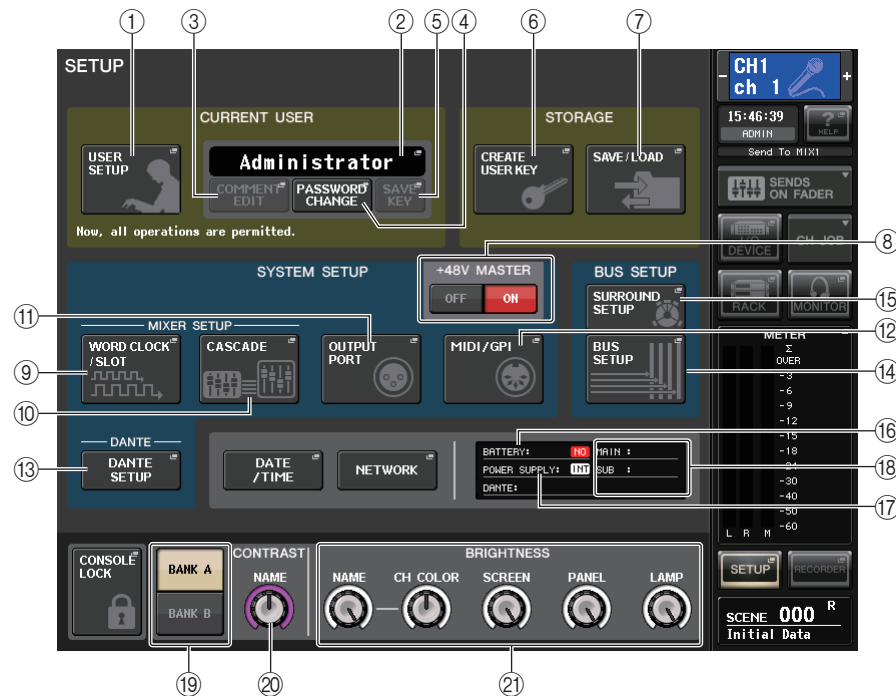 ① ③ ② ⑤ ④ ⑥ ⑦
SETUP
CH1
ch 1
- +
15:46:39
ADMIN
?
HELP
Send To MIX1
CURRENT USER
STORAGE
USER SETUP
Administrator
COMMENT EDIT
PASSWORD CHANGE
SAVE KEY
CREATE USER KEY
SAVE/LOAD
Now, all operations are permitted.
SENDS ON FADER
I/O DEVICE
CH JOB
RACK
MONITOR
⑧
SYSTEM SETUP
+48V MASTER
OFF
ON
BUS SETUP
SURROUND SETUP
⑮
⑪
⑫
MIXER SETUP
WORD CLOCK /SLOT
CASCADE
OUTPUT PORT
MIDI/GPI
BUS SETUP
⑨
⑩
⑭
METER
Σ
OVER
-3
-6
-9
-12
-15
-18
-24
-30
-40
-50
-60
L R M
DANTE
DANTE SETUP
⑬
DATE /TIME
NETWORK
BATTERY: NO
MAIN :
POWER SUPPLY: INT
SUB :
DANTE:
⑯
⑱
⑰
CONSOLE LOCK
BANK A
BANK B
CONTRAST
NAME
BRIGHTNESS
NAME
CH COLOR
SCREEN
PANEL
LAMP
SETUP
RECORDER
SCENE 000 R
Initial Data
⑲ ⑳ ㉑